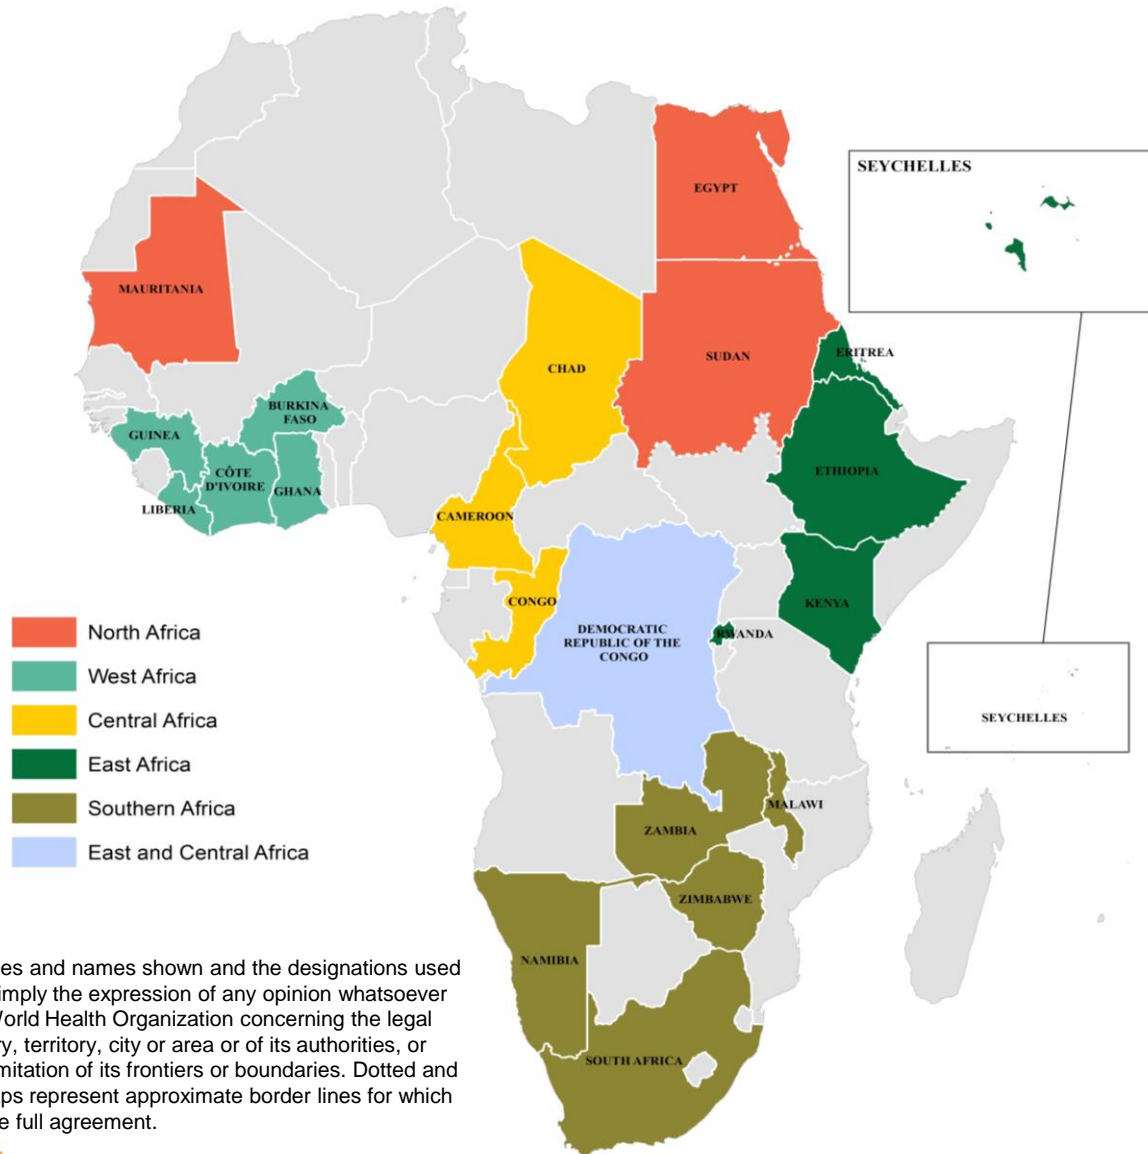 EGYPT
SEYCHELLES
MAURITANIA
SUDAN
ERITREA
CHAD
BURKINA
FASO
GUINEA
CÔTE
D'IVOIRE
GHANA
LIBERIA
ETHIOPIA
CAMEROON
CONGO
KENYA
DEMOCRATIC
REPUBLIC OF THE
CONGO
RWANDA
SEYCHELLES
North Africa
West Africa
Central Africa
East Africa
Southern Africa
East and Central Africa
MALAWI
ZAMBIA
ZIMBABWE
NAMIBIA
SOUTH AFRICA
es and names shown and the designations used
imply the expression of any opinion whatsoever
World Health Organization concerning the legal
ry, territory, city or area or of its authorities, or
mitation of its frontiers or boundaries. Dotted and
aps represent approximate border lines for which
e full agreement.